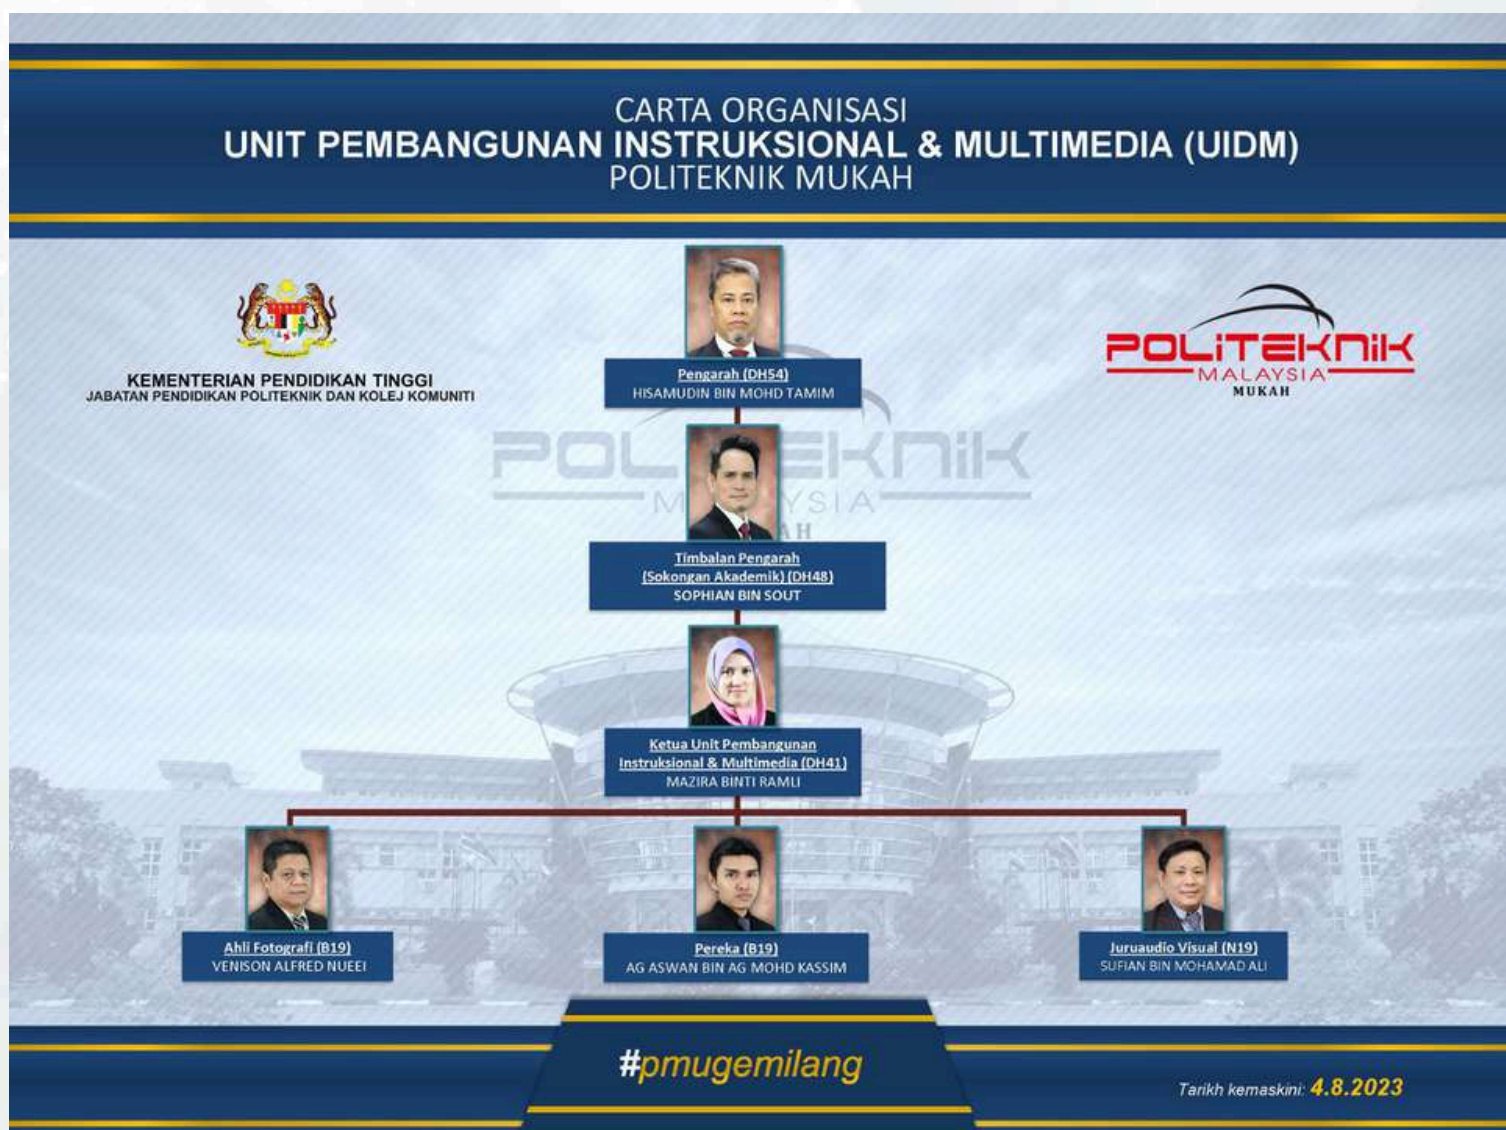 CARTA ORGANISASI
UNIT PEMBANGUNAN INSTRUKSIONAL & MULTIMEDIA (UIDM)
POLITEKNIK MUKAH
KEMENTERIAN PENDIDIKAN TINGGI
JABATAN PENDIDIKAN POLITEKNIK DAN KOLEJ KOMUNITI
POLITEKNIK
MALAYSIA
MUKAH
Pengarah (DH54)
HISAMUDIN BIN MOHD TAMIM
Timbalan Pengarah
(Sokongan Akademik) (DH48)
SOPHIAN BIN SOUT
Ketua Unit Pembangunan
Instruksional & Multimedia (DH41)
MAZIRA BINTI RAMLI
Ahli Fotografi (B19)
VENISON ALFRED NUEEI
Pereka (B19)
AG ASWAN BIN AG MOHD KASSIM
Juruaudio Visual (N19)
SUFIAN BIN MOHAMAD ALI
#pmugemilang
Tarikh kemaskini: 4.8.2023